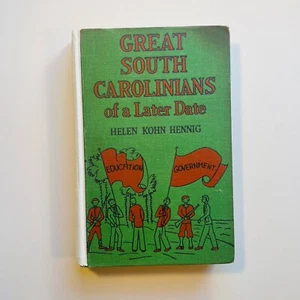 GREAT
SOUTH
CAROLINIANS
of a Later Date
HELEN KOHN HENNIG
EDUCATION
GOVERNMENT